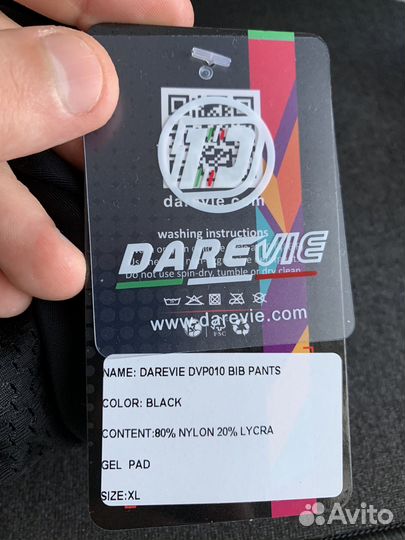 darevie.com
washing instructions
DAREVIE
Do not use spin-dry, tumble or dry clean
FSC
www.darevie.com
NAME: DAREVIE DVP010 BIB PANTS
COLOR: BLACK
CONTENT:80% NYLON 20% LYCRA
GEL PAD
SIZE:XL
Avito